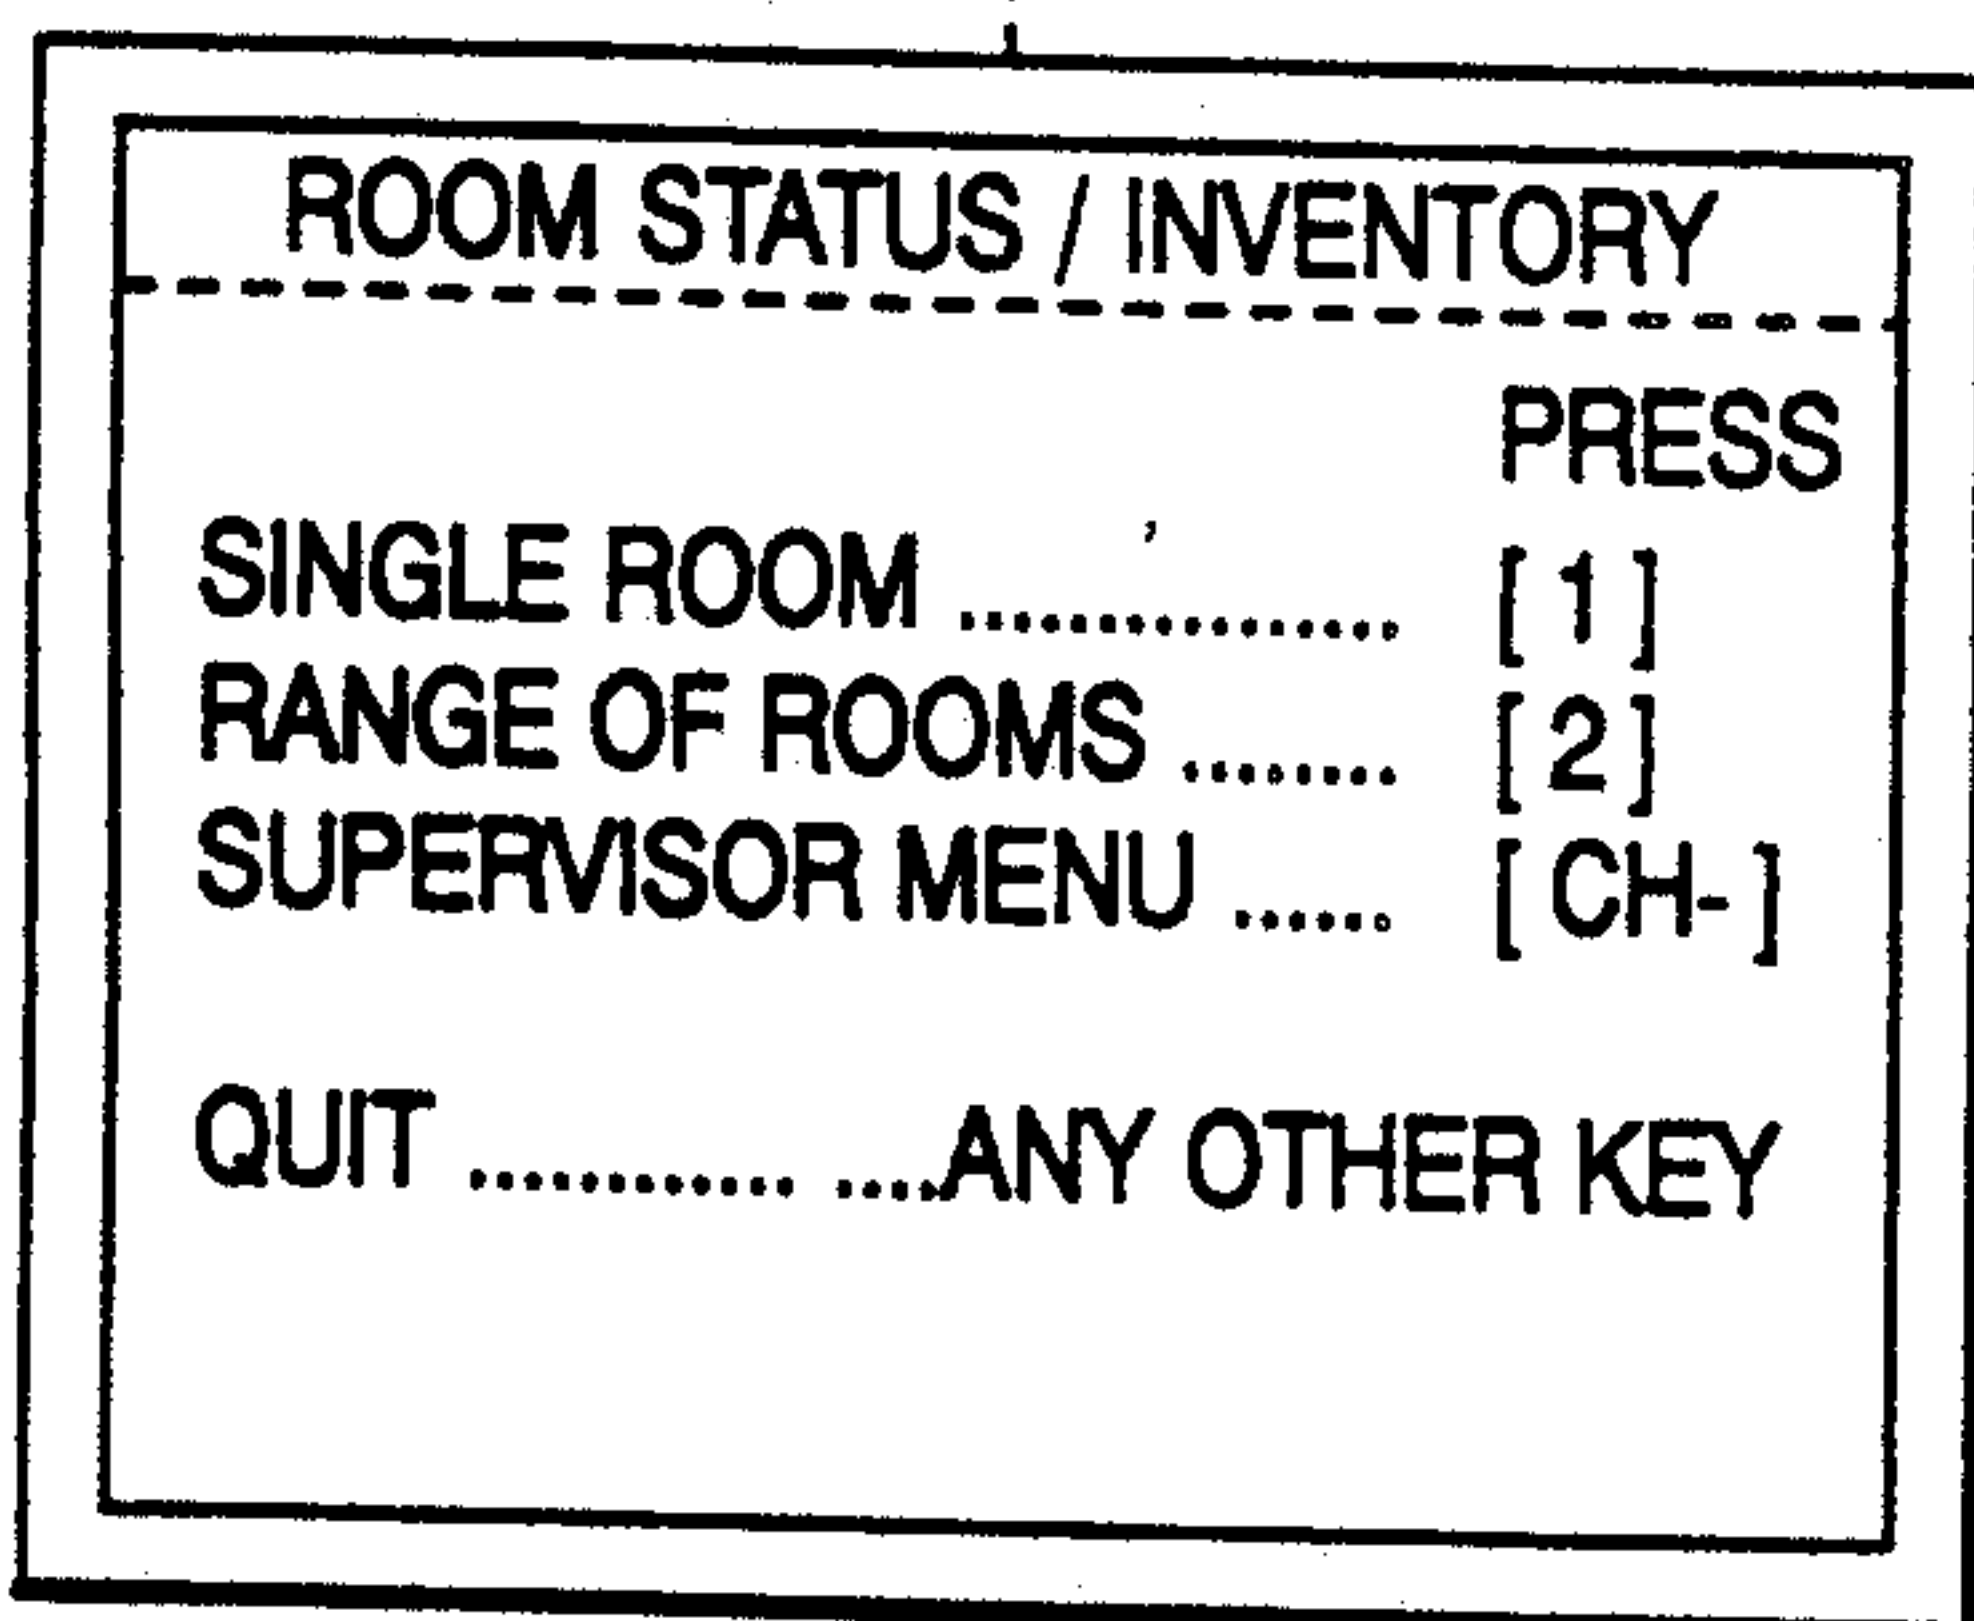 ROOM STATUS / INVENTORY
PRESS
SINGLE ROOM ................ [ 1 ]
RANGE OF ROOMS ........ [ 2 ]
SUPERVISOR MENU ...... [ CH- ]
QUIT ............ ....ANY OTHER KEY